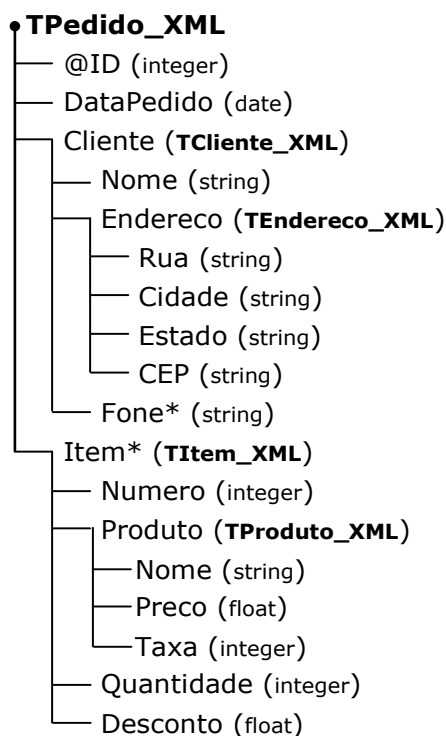 TPedido_XML
@ID (integer)
DataPedido (date)
Cliente (TCliente_XML)
Nome (string)
Endereco (TEndereco_XML)
Rua (string)
Cidade (string)
Estado (string)
CEP (string)
Fone* (string)
Item* (TItem_XML)
Numero (integer)
Produto (TProduto_XML)
Nome (string)
Preco (float)
Taxa (integer)
Quantidade (integer)
Desconto (float)